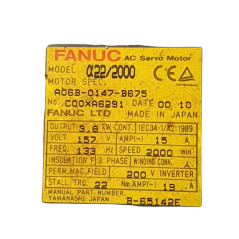 FANUC AC Servo Motor
MODEL α22/2000
MOTOR SPEC.
A06B-0147-B675
No. C00XA6291 DATE 00.10
FANUC LTD MADE IN JAPAN
OUTPUT 3.8 KW CONT. IEC34-1/A2:1989
VOLT 157 V AMP(~) 15 A
FREQ. 133 Hz SPEED 2000 min
INSULATION F 3 PHASE WINDING CONN.
PERM.MAG.FIELD 200 V INVERTER
STALL TRQ. 22 Nm AMP(~) 19 A
YAMANASHI JAPAN B-65142E